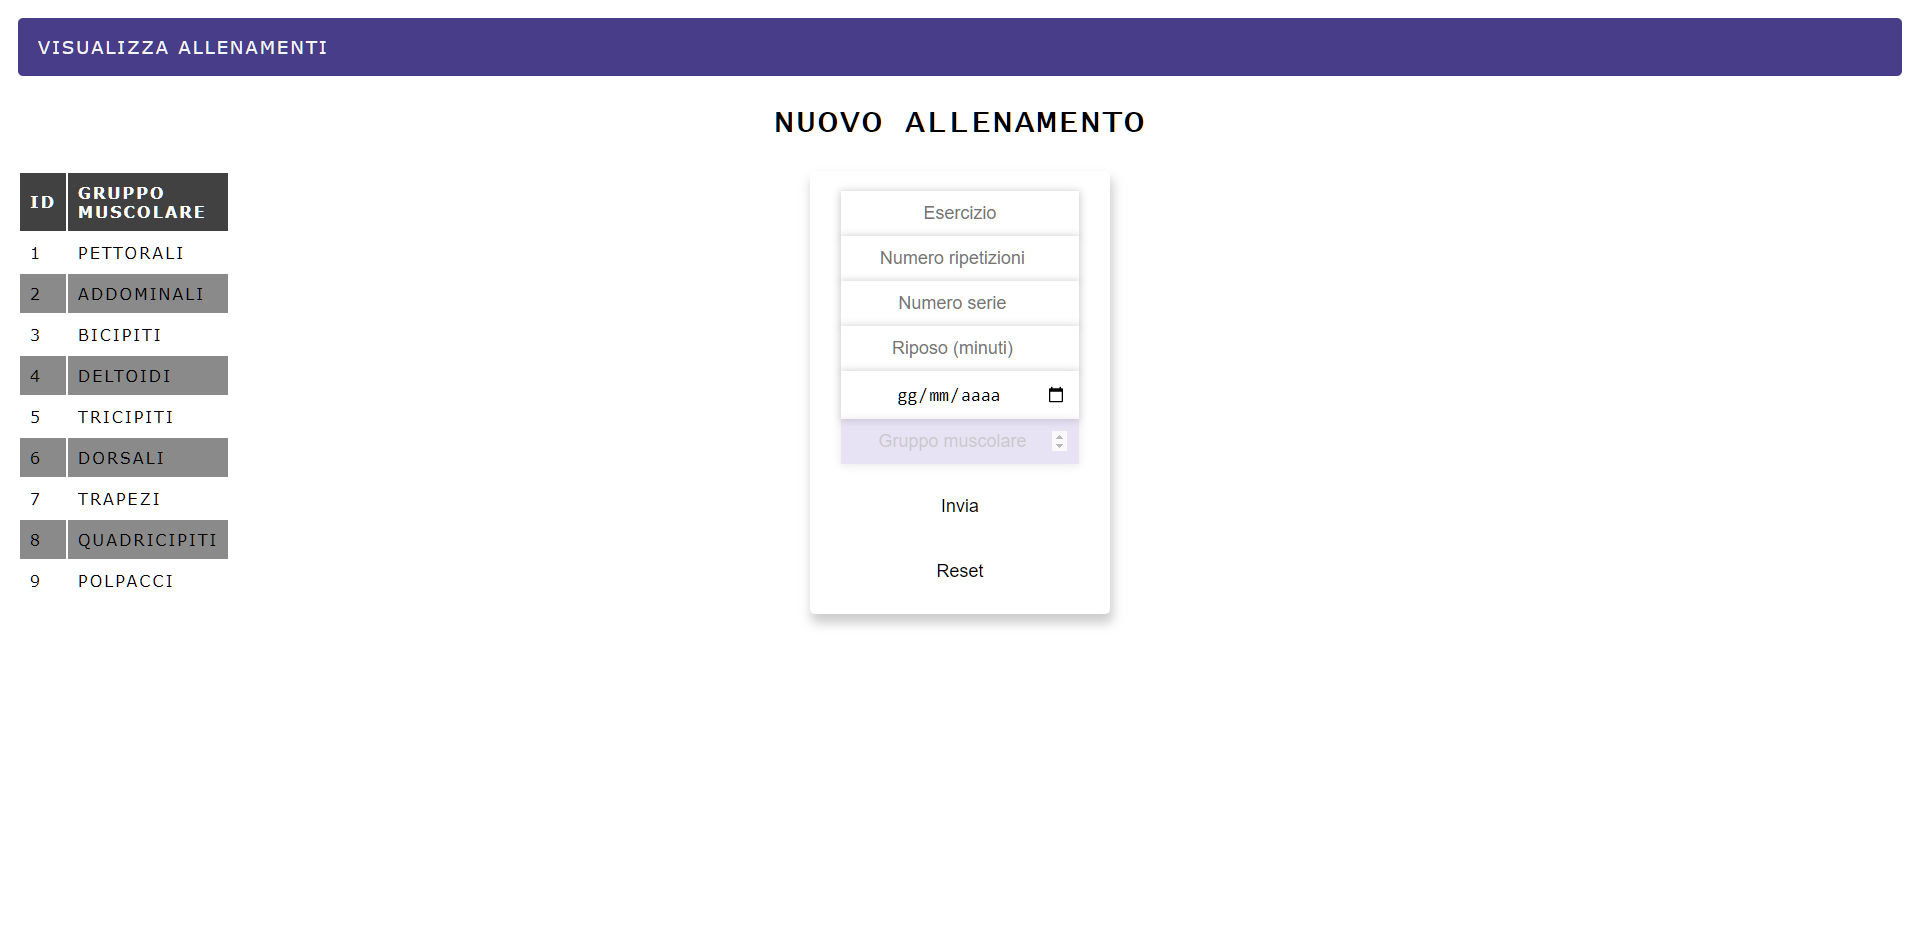 VISUALIZZA ALLENAMENTI
NUOVO ALLENAMENTO
ID GRUPPO MUSCOLARE
1 PETTORALI
2 ADDOMINALI
3 BICIPITI
4 DELTOIDI
5 TRICIPITI
6 DORSALI
7 TRAPEZI
8 QUADRICIPITI
9 POLPACCI
Esercizio
Numero ripetizioni
Numero serie
Riposo (minuti)
gg/mm/aaaa
Gruppo muscolare
Invia
Reset